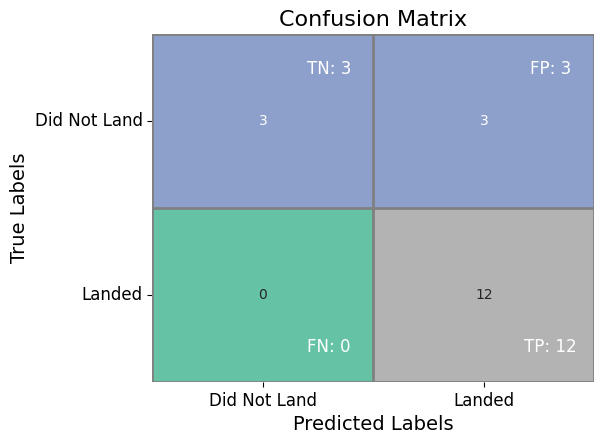 Confusion Matrix
TN: 3
FP: 3
Did Not Land
3
3
True Labels
Landed
0
12
FN: 0
TP: 12
Did Not Land
Landed
Predicted Labels